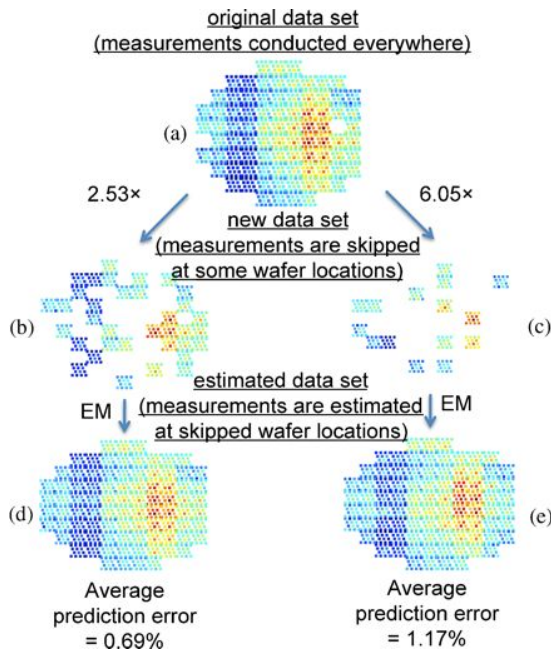 original data set
(measurements conducted everywhere)
(a)
2.53×
6.05×
new data set
(measurements are skipped
at some wafer locations)
(b)
(c)
estimated data set
EM
(measurements are estimated
EM
at skipped wafer locations)
(d)
(e)
Average
prediction error
= 0.69%
Average
prediction error
= 1.17%